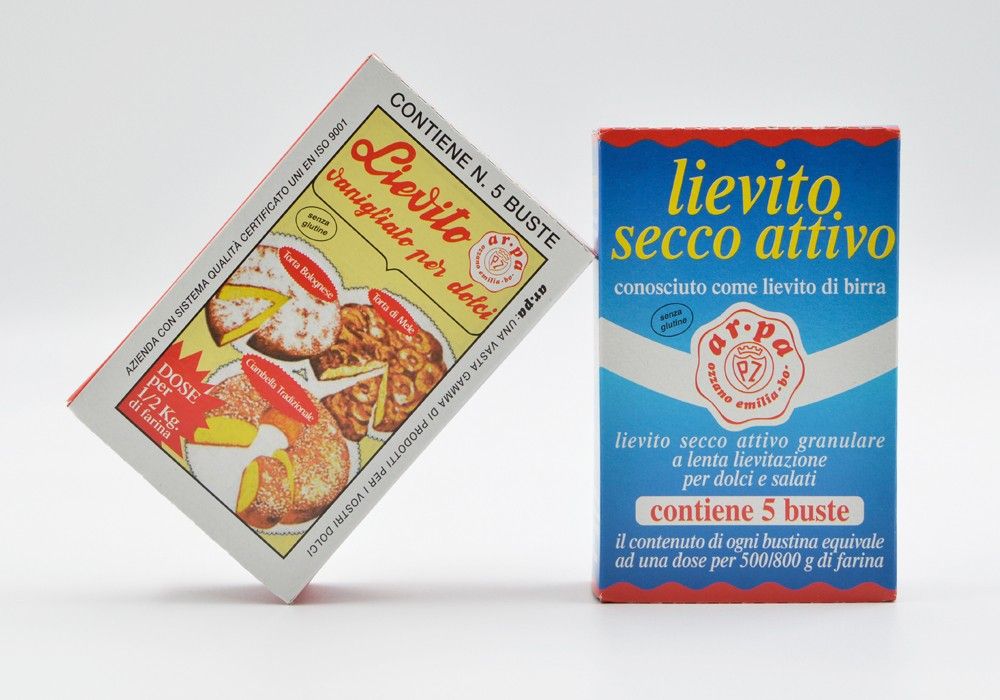 CONTIENE N. 5 BUSTE
AZIENDA CON SISTEMA QUALITÀ CERTIFICATO UNI EN ISO 9001
Lievito
vanigliato per dolci
senza
glutine
ar.pa
PZ
ozzano emilia-bo-
Torta Bolognese
Torta di Mele
Ciambella Tradizionale
DOSE
per
1/2 Kg.
di farina
ar.pa: UNA VASTA GAMMA DI PRODOTTI PER I VOSTRI DOLCI
lievito
secco attivo
conosciuto come lievito di birra
senza
glutine
ar.pa
PZ
ozzano emilia-bo-
lievito secco attivo granulare
a lenta lievitazione
per dolci e salati
contiene 5 buste
il contenuto di ogni bustina equivale
ad una dose per 500/800 g di farina